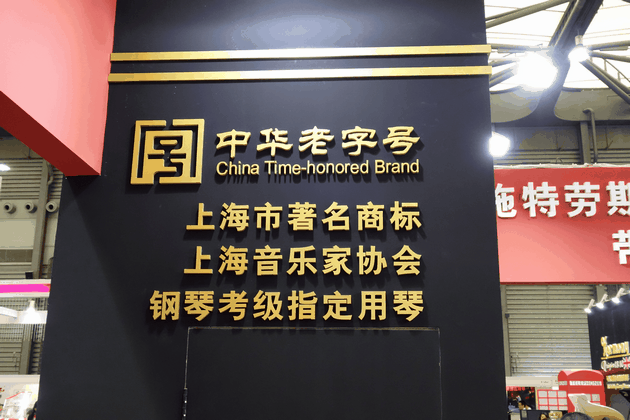 中华老字号
China Time-honored Brand
上海市著名商标
上海音乐家协会
钢琴考级指定用琴
施特劳斯
TELEPHONE